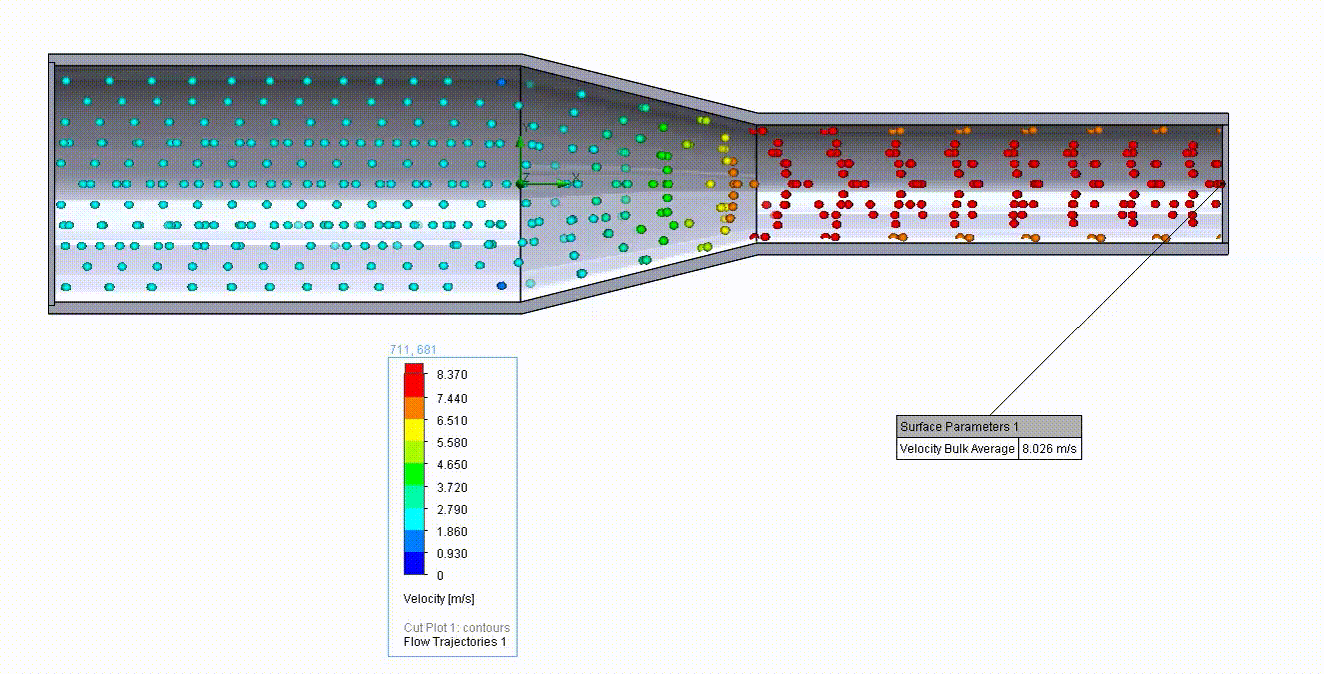 Z X
711, 681
8.370
7.440
6.510
5.580
4.650
3.720
2.790
1.860
0.930
0
Velocity [m/s]
Cut Plot 1: contours
Flow Trajectories 1
Surface Parameters 1
Velocity Bulk Average 8.026 m/s